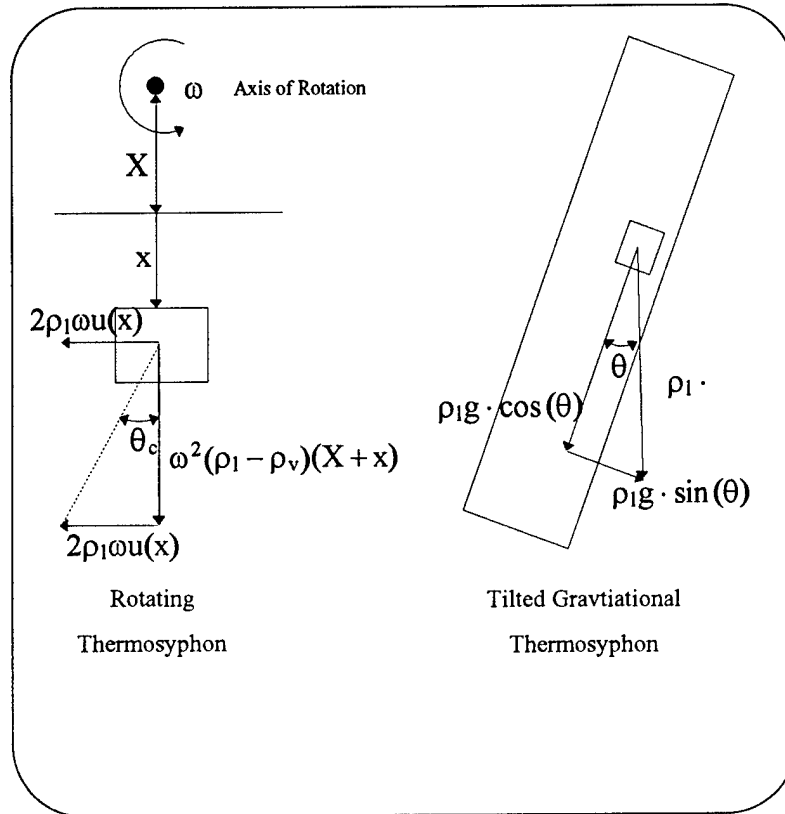 ω Axis of Rotation
X
x
2ρ₁ωu(x)
θc
ω²(ρ₁ − ρᵥ)(X + x)
2ρ₁ωu(x)
Rotating
Thermosyphon
θ
ρ₁ ·
ρ₁g · cos(θ)
ρ₁g · sin(θ)
Tilted Gravtiational
Thermosyphon